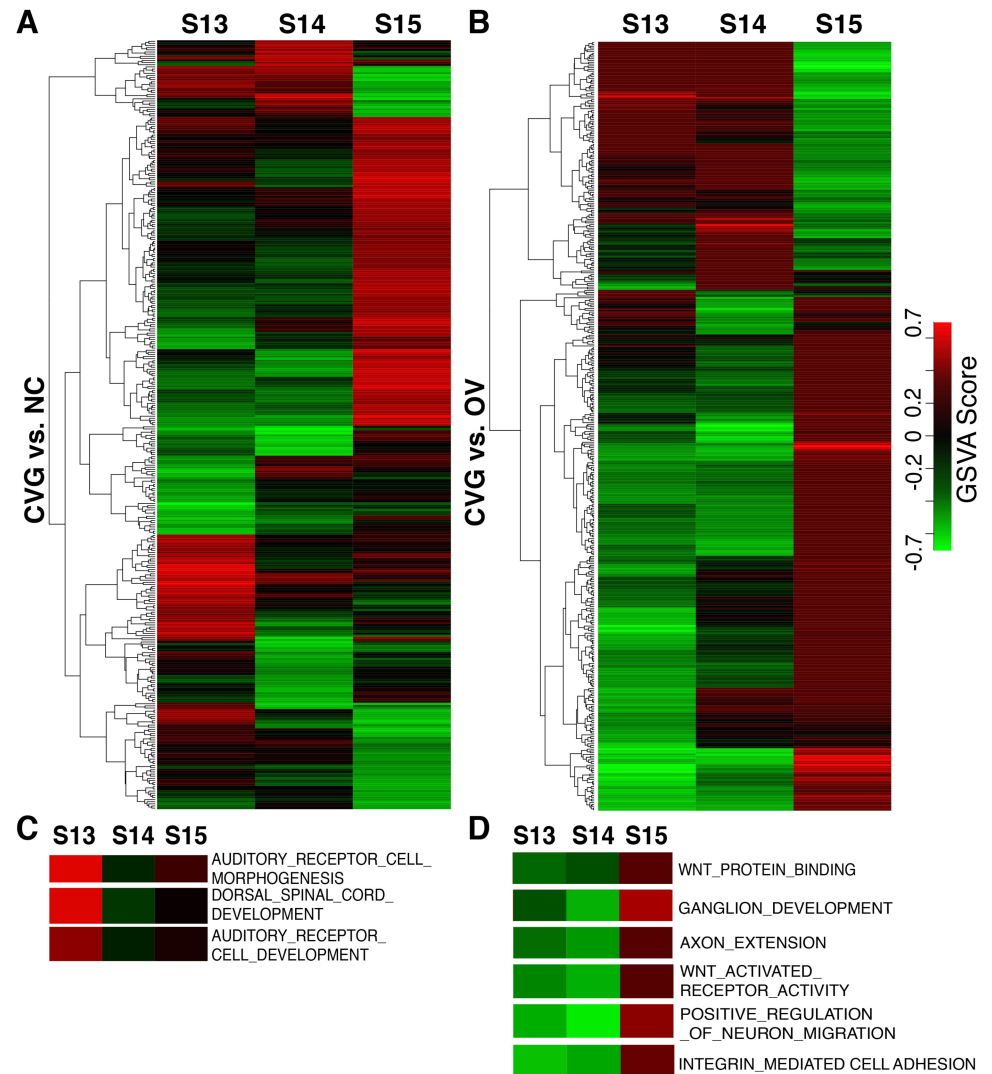 A
S13 S14 S15
CVG vs. NC
B
S13 S14 S15
CVG vs. OV
0.7
0.2
0
-0.2
-0.7
GSVA Score
C
S13 S14 S15
AUDITORY_RECEPTOR_CELL_
MORPHOGENESIS
DORSAL_SPINAL_CORD_
DEVELOPMENT
AUDITORY_RECEPTOR_
CELL_DEVELOPMENT
D
S13 S14 S15
WNT_PROTEIN_BINDING
GANGLION_DEVELOPMENT
AXON_EXTENSION
WNT_ACTIVATED_
RECEPTOR_ACTIVITY
POSITIVE_REGULATION
_OF_NEURON_MIGRATION
INTEGRIN_MEDIATED CELL ADHESION